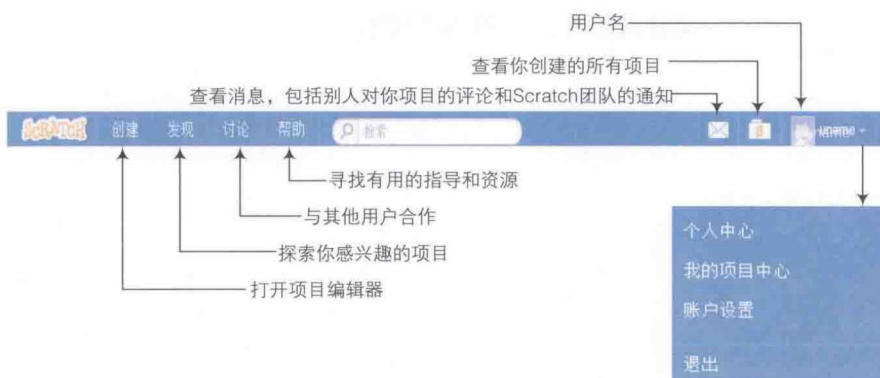 用户名
查看你创建的所有项目
查看消息，包括别人对你项目的评论和Scratch团队的通知
SCRATCH 创建 发现 讨论 帮助 搜索 uname
寻找有用的指导和资源
与其他用户合作
探索你感兴趣的项目
打开项目编辑器
个人中心
我的项目中心
账户设置
退出